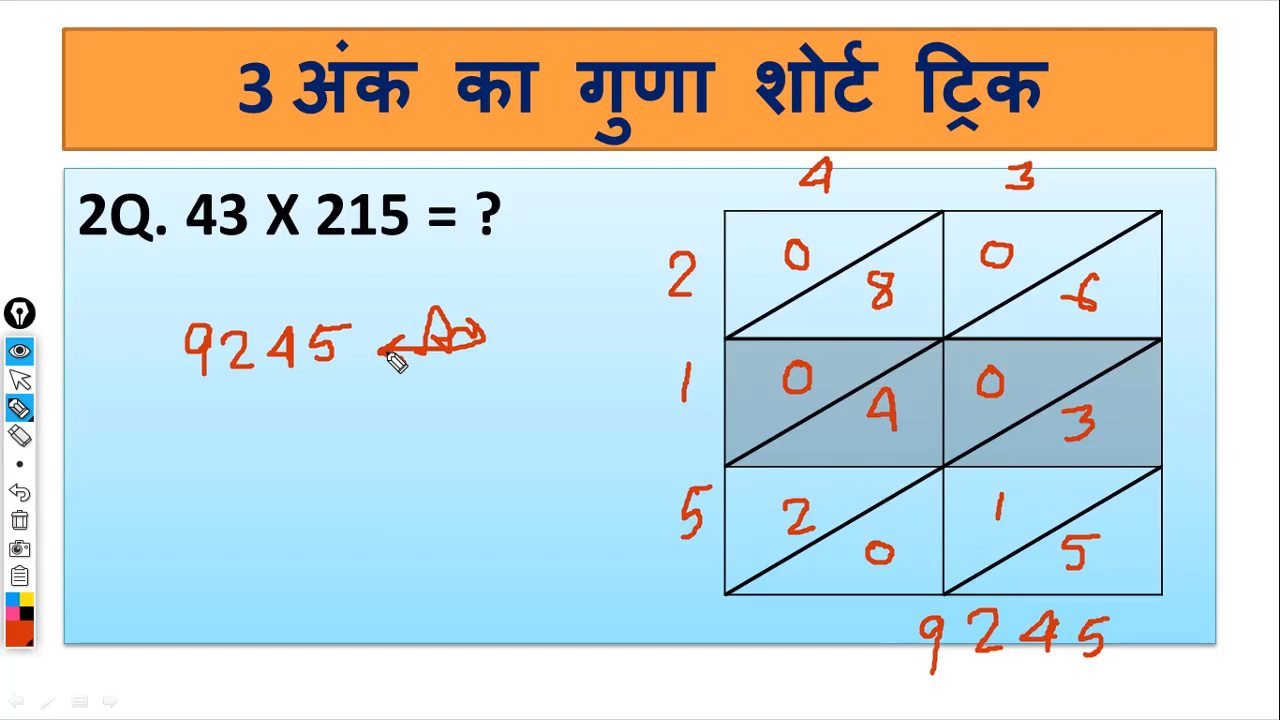 3 अंक का गुणा शोर्ट ट्रिक
2Q. 43 X 215 = ?
9245
4 3
2 0 8 0 6
1 0 4 0 3
5 2 0 1 5
9245